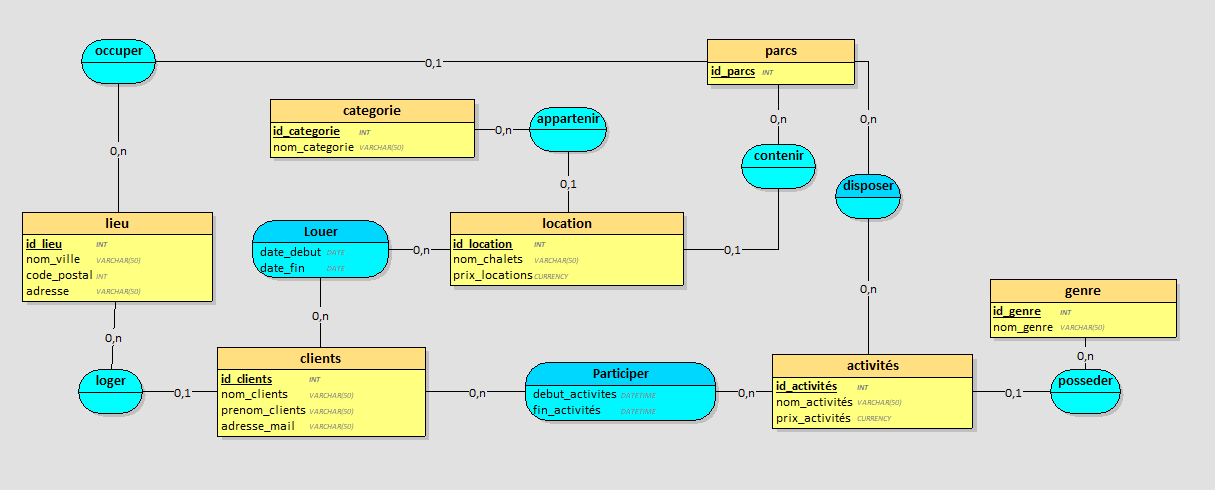 occuper
0,1
parcs
id_parcs INT
0,n
categorie
id_categorie INT
nom_categorie VARCHAR(50)
0,n
appartenir
0,1
0,n
contenir
0,n
disposer
0,1
0,n
lieu
id_lieu INT
nom_ville VARCHAR(50)
code_postal INT
adresse VARCHAR(50)
Louer
date_debut DATE
date_fin DATE
0,n
location
id_location INT
nom_chalets VARCHAR(50)
prix_locations CURRENCY
0,n
0,n
loger
0,1
clients
id_clients INT
nom_clients VARCHAR(50)
prenom_clients VARCHAR(50)
adresse_mail VARCHAR(50)
0,n
Participer
debut_activites DATETIME
fin_activités DATETIME
0,n
activités
id_activités INT
nom_activités VARCHAR(50)
prix_activités CURRENCY
genre
id_genre INT
nom_genre VARCHAR(50)
0,n
posseder
0,1